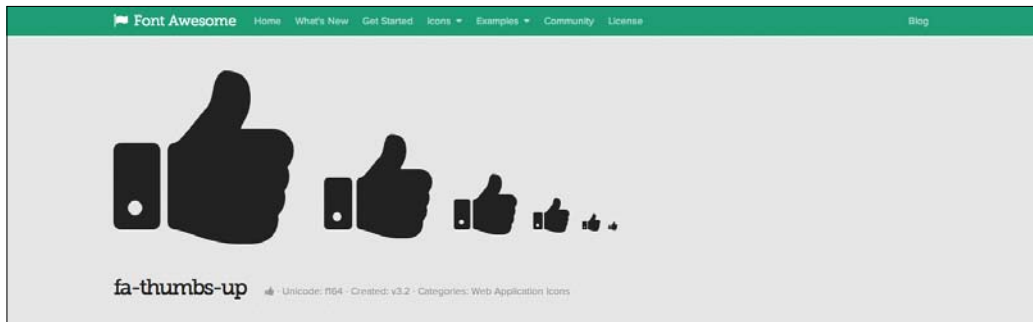 Font Awesome Home What's New Get Started Icons Examples Community License Blog
fa-thumbs-up · Unicode: f164 · Created: v3.2 · Categories: Web Application Icons